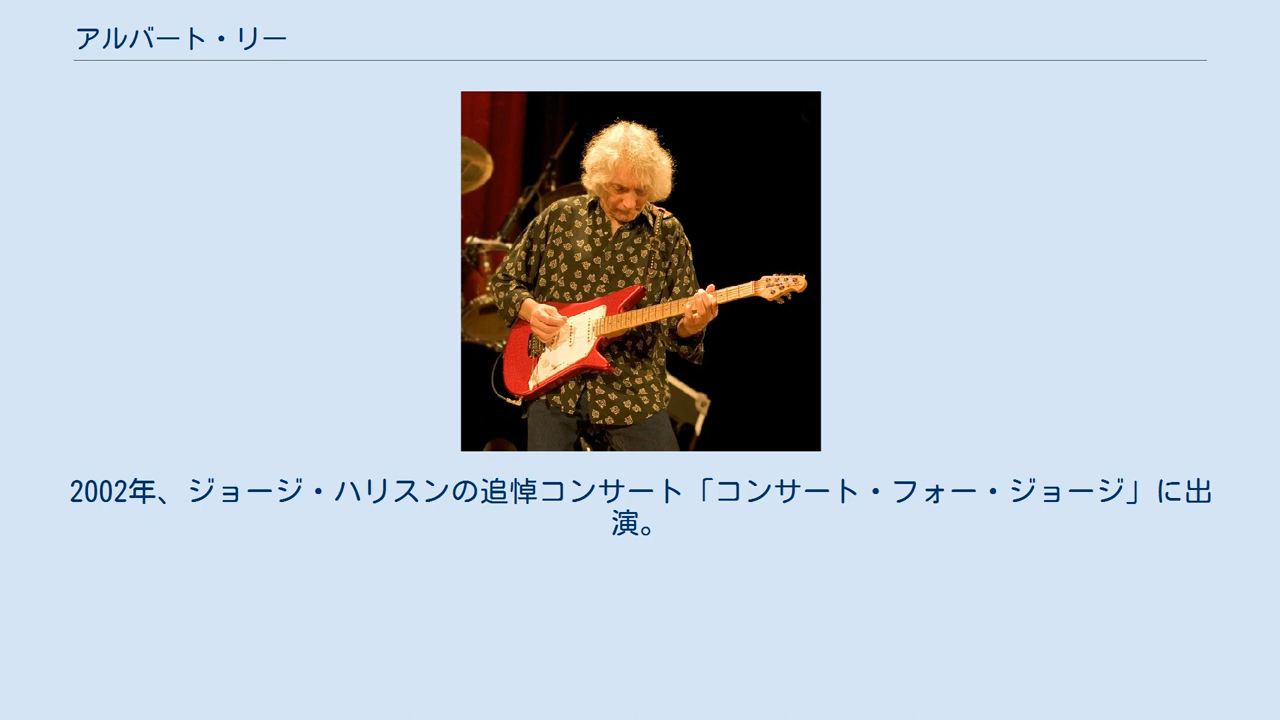 アルバート・リー
2002年、ジョージ・ハリスンの追悼コンサート「コンサート・フォー・ジョージ」に出
演。